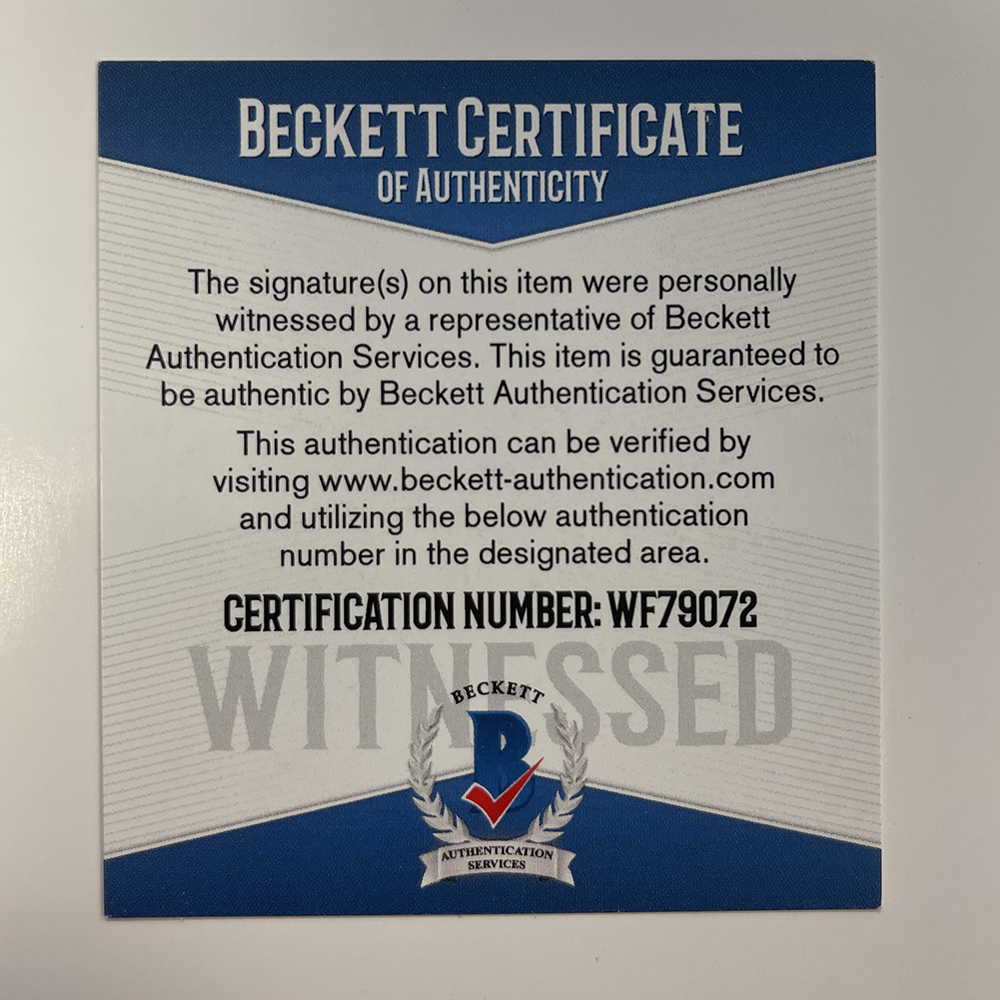 BECKETT CERTIFICATE
OF AUTHENTICITY
The signature(s) on this item were personally
witnessed by a representative of Beckett
Authentication Services. This item is guaranteed to
be authentic by Beckett Authentication Services.
This authentication can be verified by
visiting www.beckett-authentication.com
and utilizing the below authentication
number in the designated area.
CERTIFICATION NUMBER: WF79072
WITNESSED
BECKETT
B
AUTHENTICATION
SERVICES